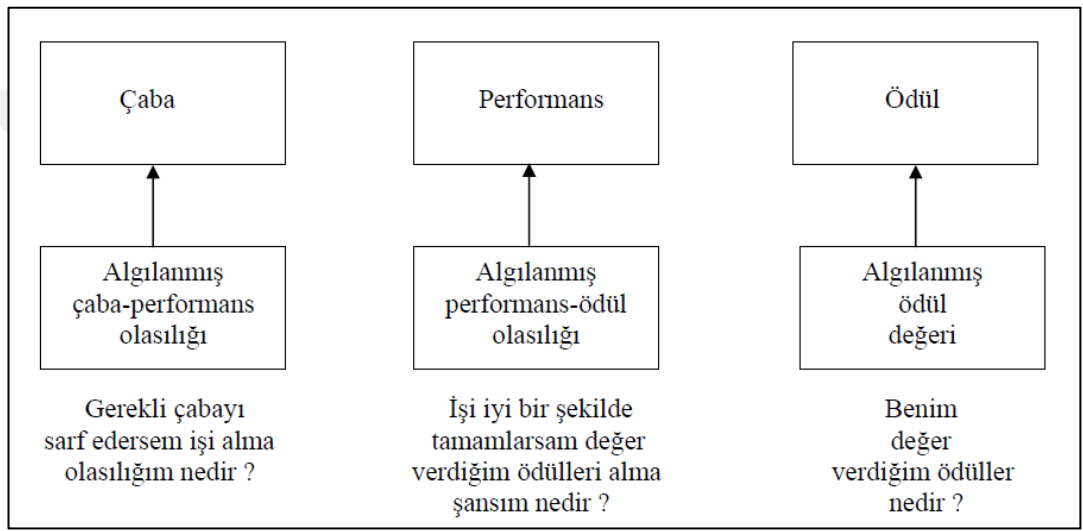 Çaba
Performans
Ödül
Algılanmış
çaba-performans
olasılığı
Algılanmış
performans-ödül
olasılığı
Algılanmış
ödül
değeri
Gerekli çabayı
sarf edersem işi alma
olasılığım nedir ?
İşi iyi bir şekilde
tamamlarsam değer
verdiğim ödülleri alma
şansım nedir ?
Benim
değer
verdiğim ödüller
nedir ?